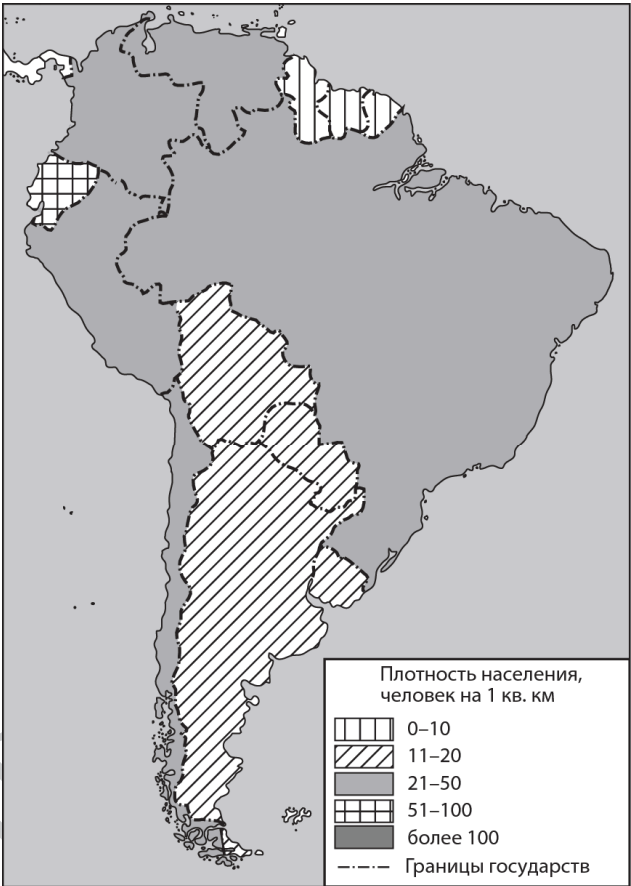 Плотность населения,
человек на 1 кв. км
0–10
11–20
21–50
51–100
более 100
Границы государств